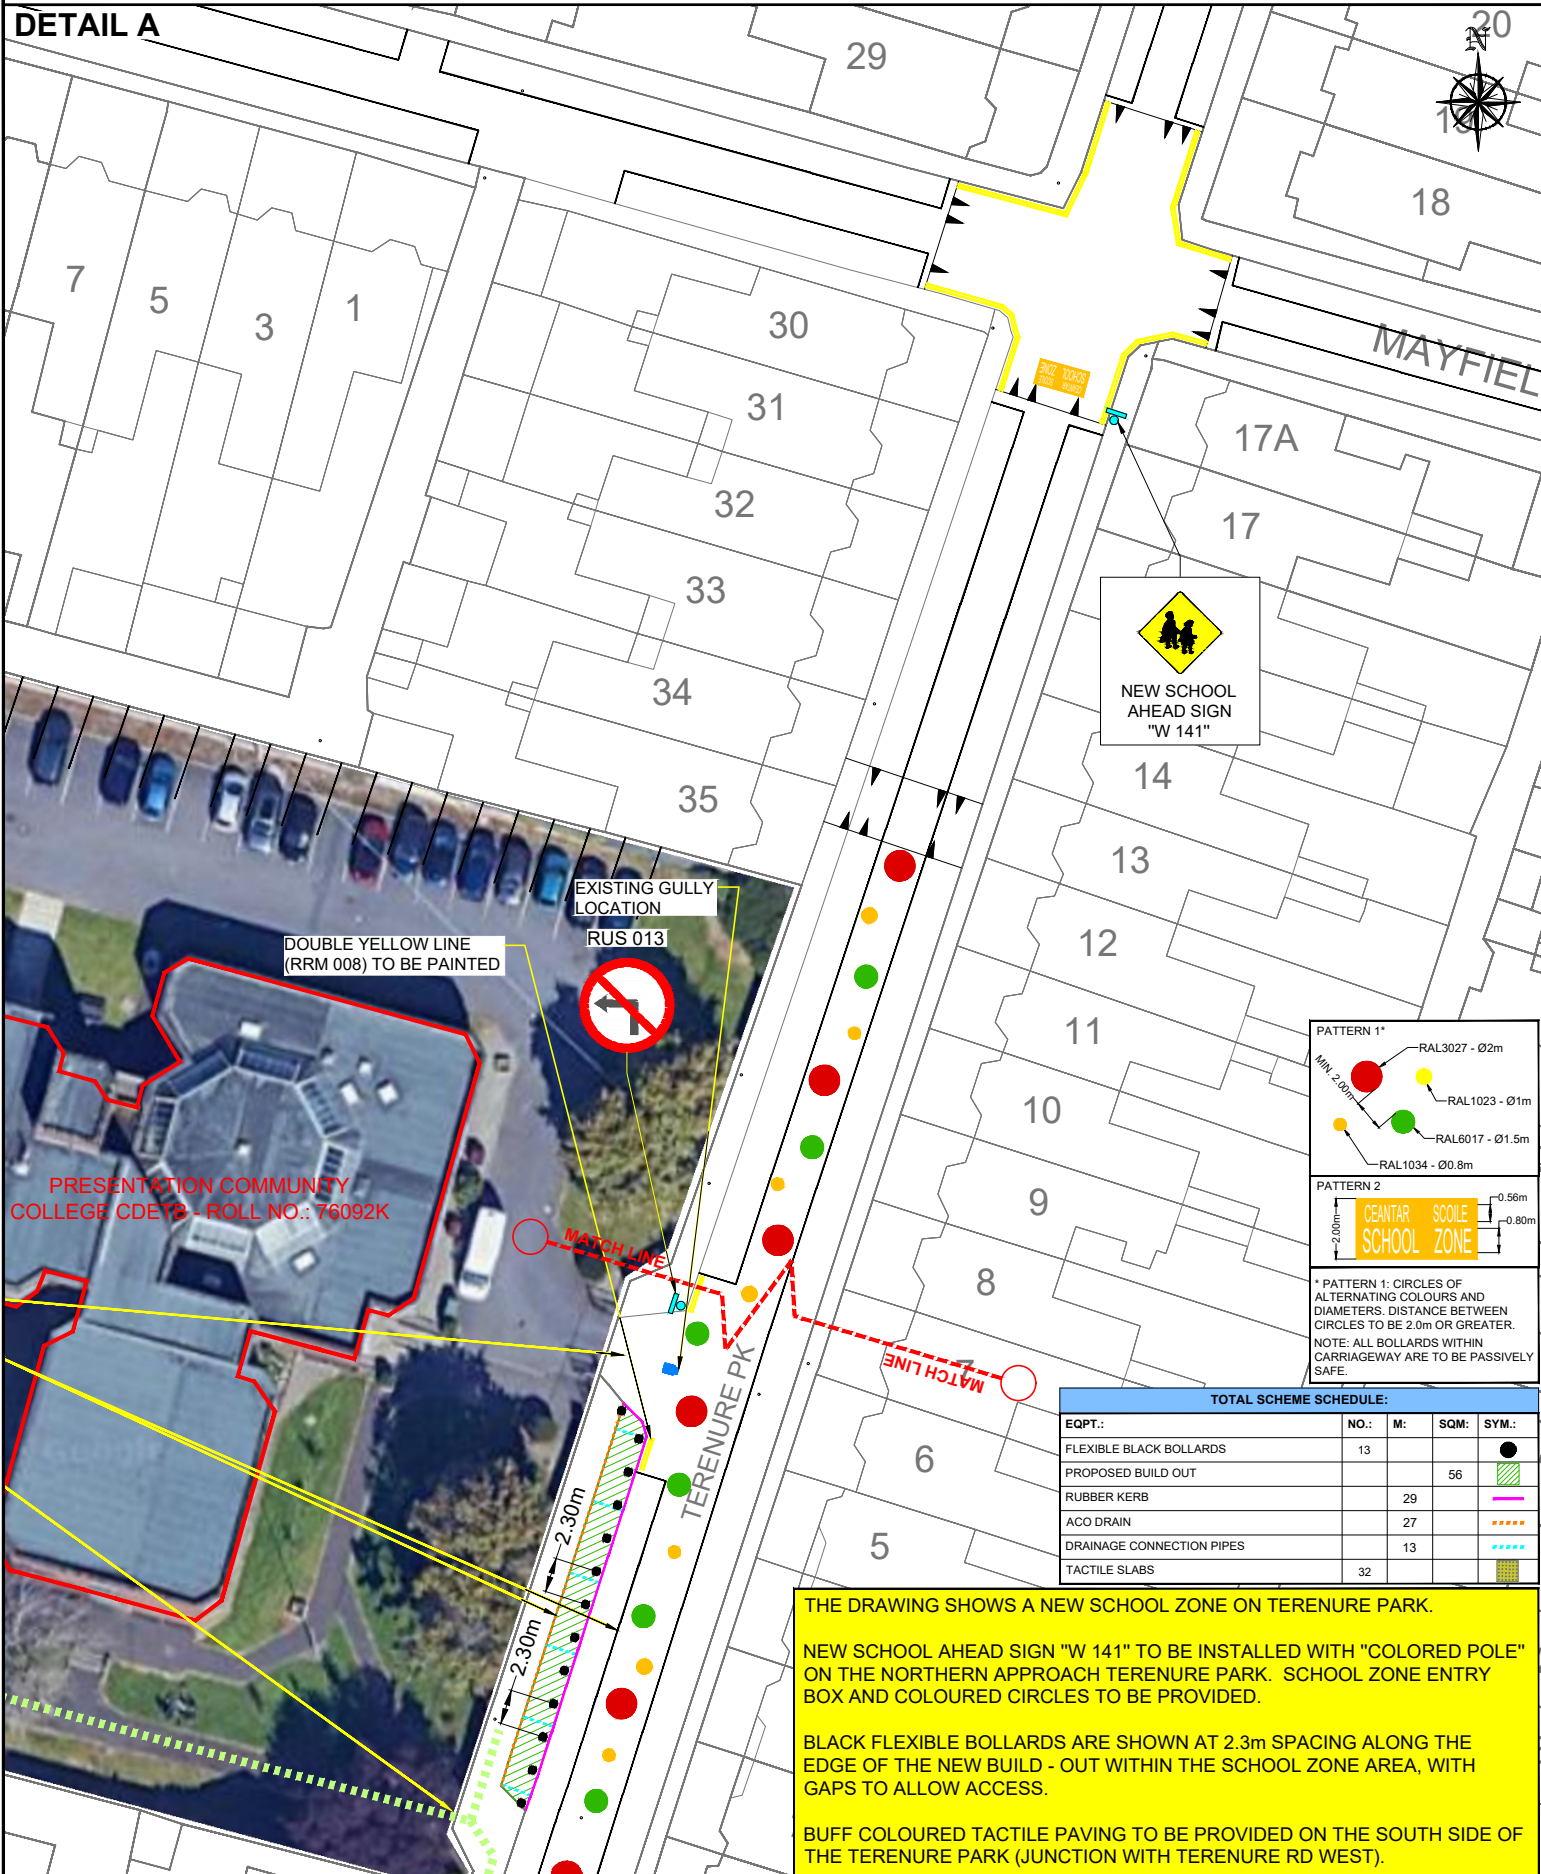 DETAIL A
N
20
29
19
18
7
5
3
1
30
MAYFIEL
CEANTAR SCOILE
SCHOOL ZONE
31
17A
32
17
33
NEW SCHOOL
AHEAD SIGN
"W 141"
34
14
35
13
EXISTING GULLY
LOCATION
RUS 013
DOUBLE YELLOW LINE
(RRM 008) TO BE PAINTED
12
11
10
9
8
7
6
5
PRESENTATION COMMUNITY
COLLEGE CDETB - ROLL NO.: 76092K
MATCH LINE
MATCH LINE
TERENURE PK
2.30m
2.30m
PATTERN 1*
RAL3027 - Ø2m
MIN. 2.00m
RAL1023 - Ø1m
RAL6017 - Ø1.5m
RAL1034 - Ø0.8m
PATTERN 2
2.00m
CEANTAR SCOILE
SCHOOL ZONE
0.56m
0.80m
* PATTERN 1: CIRCLES OF
ALTERNATING COLOURS AND
DIAMETERS. DISTANCE BETWEEN
CIRCLES TO BE 2.0m OR GREATER.
NOTE: ALL BOLLARDS WITHIN
CARRIAGEWAY ARE TO BE PASSIVELY
SAFE.
TOTAL SCHEME SCHEDULE:
EQPT.: NO.: M: SQM: SYM.:
FLEXIBLE BLACK BOLLARDS 13
PROPOSED BUILD OUT 56
RUBBER KERB 29
ACO DRAIN 27
DRAINAGE CONNECTION PIPES 13
TACTILE SLABS 32
THE DRAWING SHOWS A NEW SCHOOL ZONE ON TERENURE PARK.
NEW SCHOOL AHEAD SIGN "W 141" TO BE INSTALLED WITH "COLORED POLE"
ON THE NORTHERN APPROACH TERENURE PARK. SCHOOL ZONE ENTRY
BOX AND COLOURED CIRCLES TO BE PROVIDED.
BLACK FLEXIBLE BOLLARDS ARE SHOWN AT 2.3m SPACING ALONG THE
EDGE OF THE NEW BUILD - OUT WITHIN THE SCHOOL ZONE AREA, WITH
GAPS TO ALLOW ACCESS.
BUFF COLOURED TACTILE PAVING TO BE PROVIDED ON THE SOUTH SIDE OF
THE TERENURE PARK (JUNCTION WITH TERENURE RD WEST).